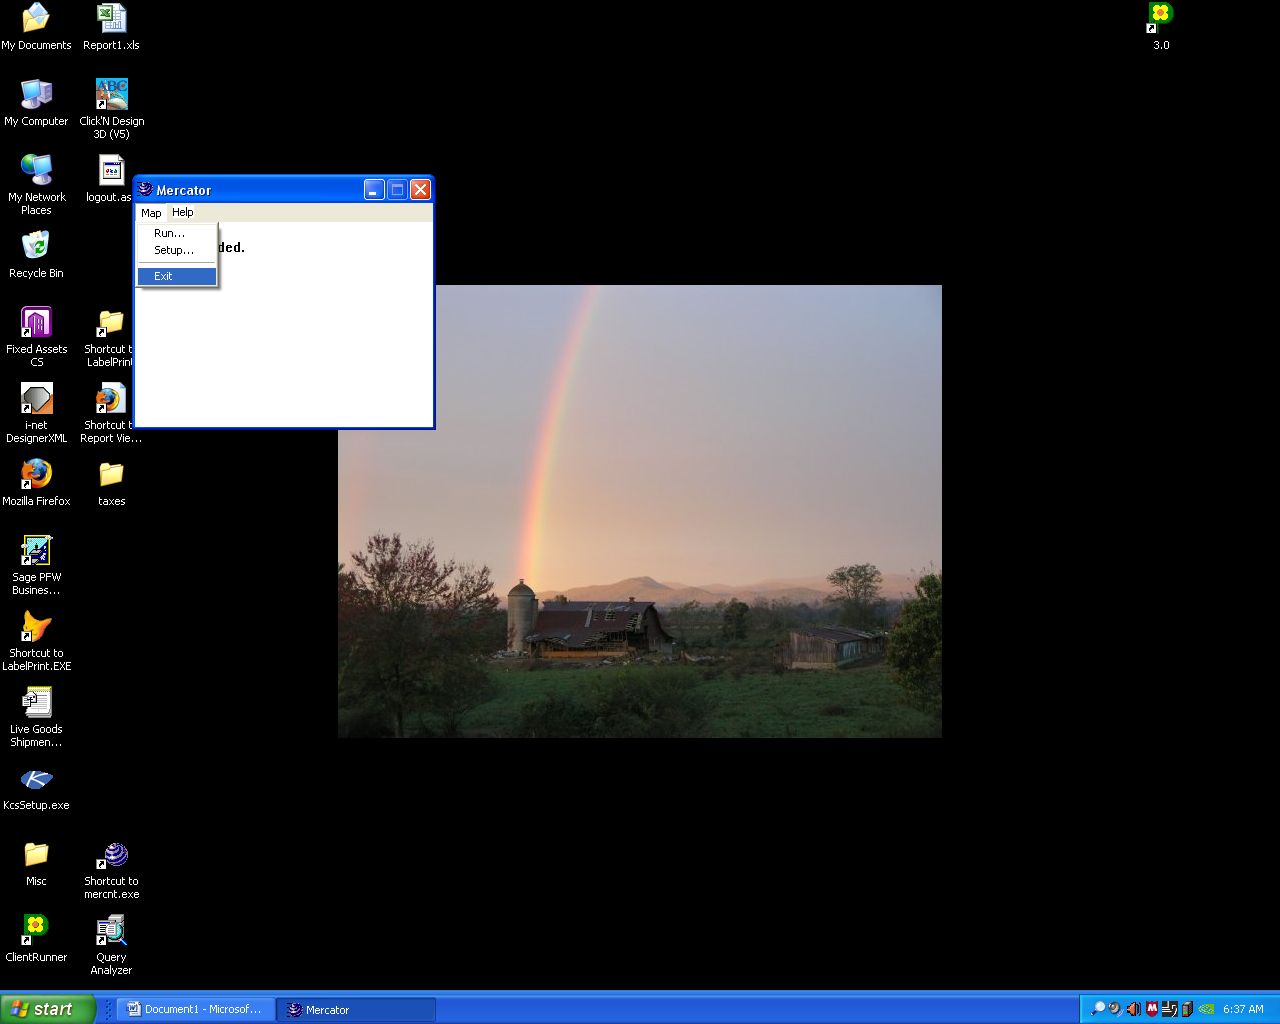 My Documents
Report1.xls
3.0
My Computer
Click'N Design
3D (V5)
My Network
Places
logout.as
Mercator
Map Help
Run...
Setup...
Exit
ded.
Recycle Bin
Fixed Assets
CS
Shortcut t
LabelPrint
i-net
DesignerXML
Shortcut t
Report Vie...
Mozilla Firefox
taxes
Sage PFW
Busines...
Shortcut to
LabelPrint.EXE
Live Goods
Shipmen...
KcsSetup.exe
Misc
Shortcut to
mercnt.exe
ClientRunner
Query
Analyzer
start
Document1 - Microsof...
Mercator
6:37 AM